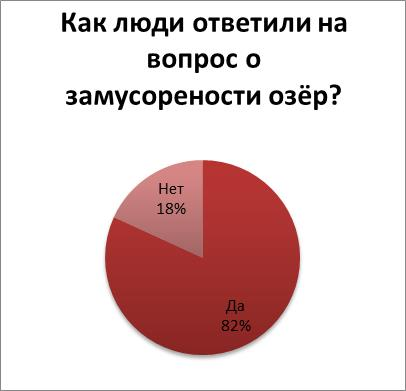 Как люди ответили на
вопрос о
замусорености озёр?
Нет
18%
Да
82%